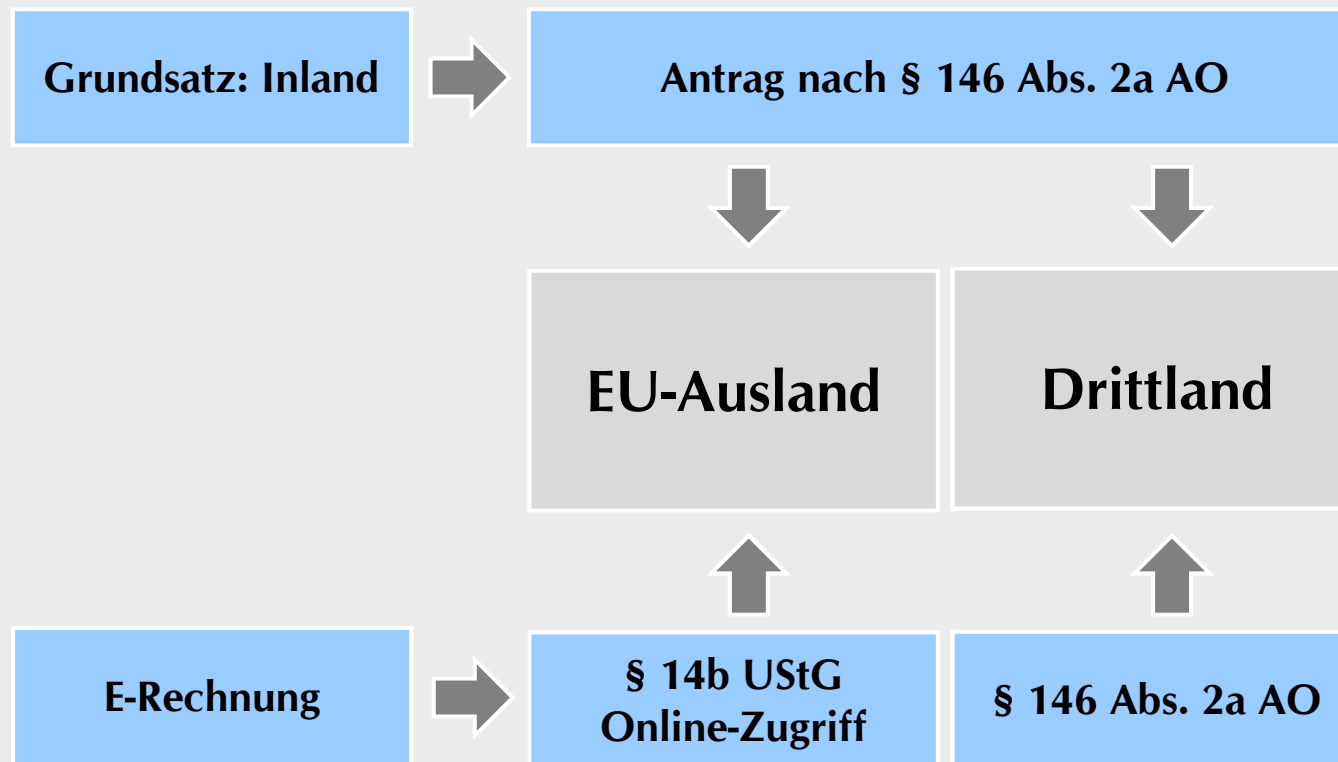 Grundsatz: Inland
Antrag nach § 146 Abs. 2a AO
EU-Ausland
Drittland
E-Rechnung
§ 14b UStG
Online-Zugriff
§ 146 Abs. 2a AO